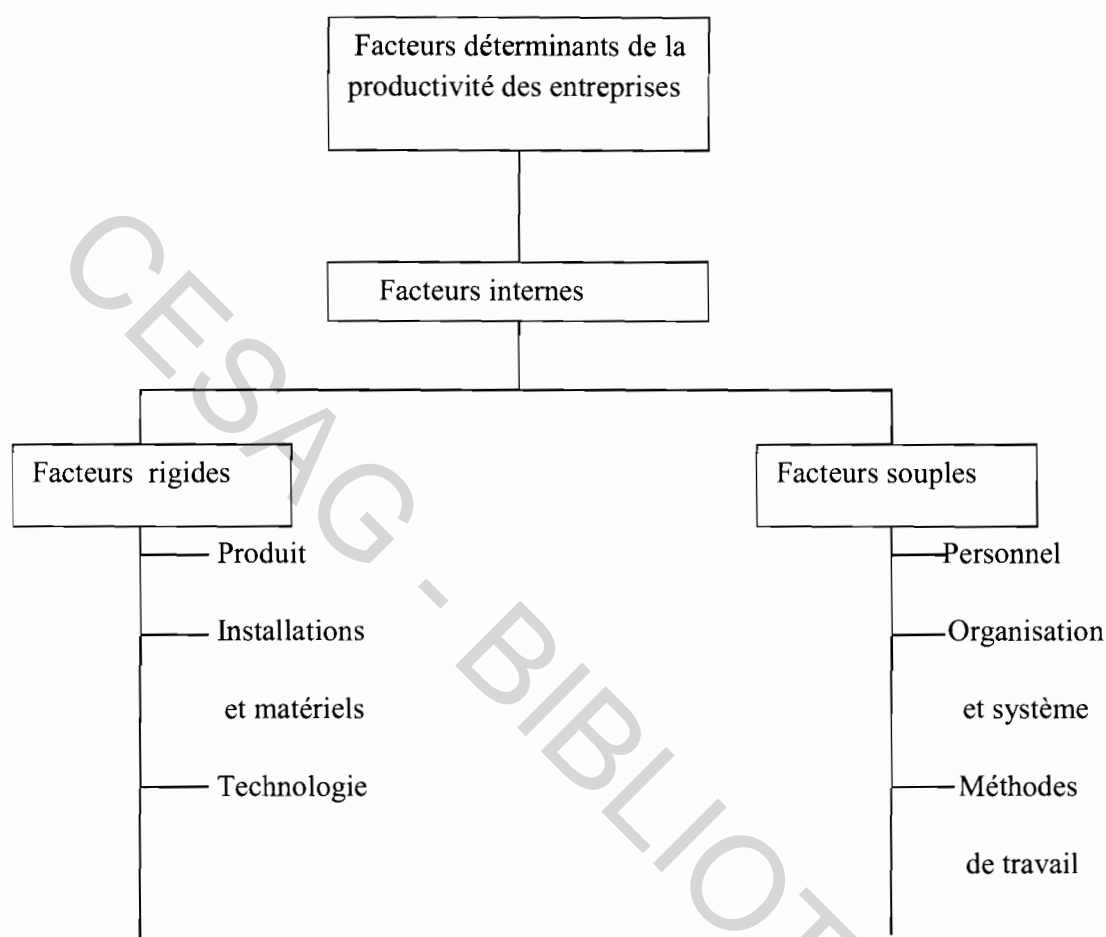 Facteurs déterminants de la
productivité des entreprises
Facteurs internes
Facteurs rigides
Produit
Installations
et matériels
Technologie
Facteurs souples
Personnel
Organisation
et système
Méthodes
de travail
CESAG - BIBLIOT